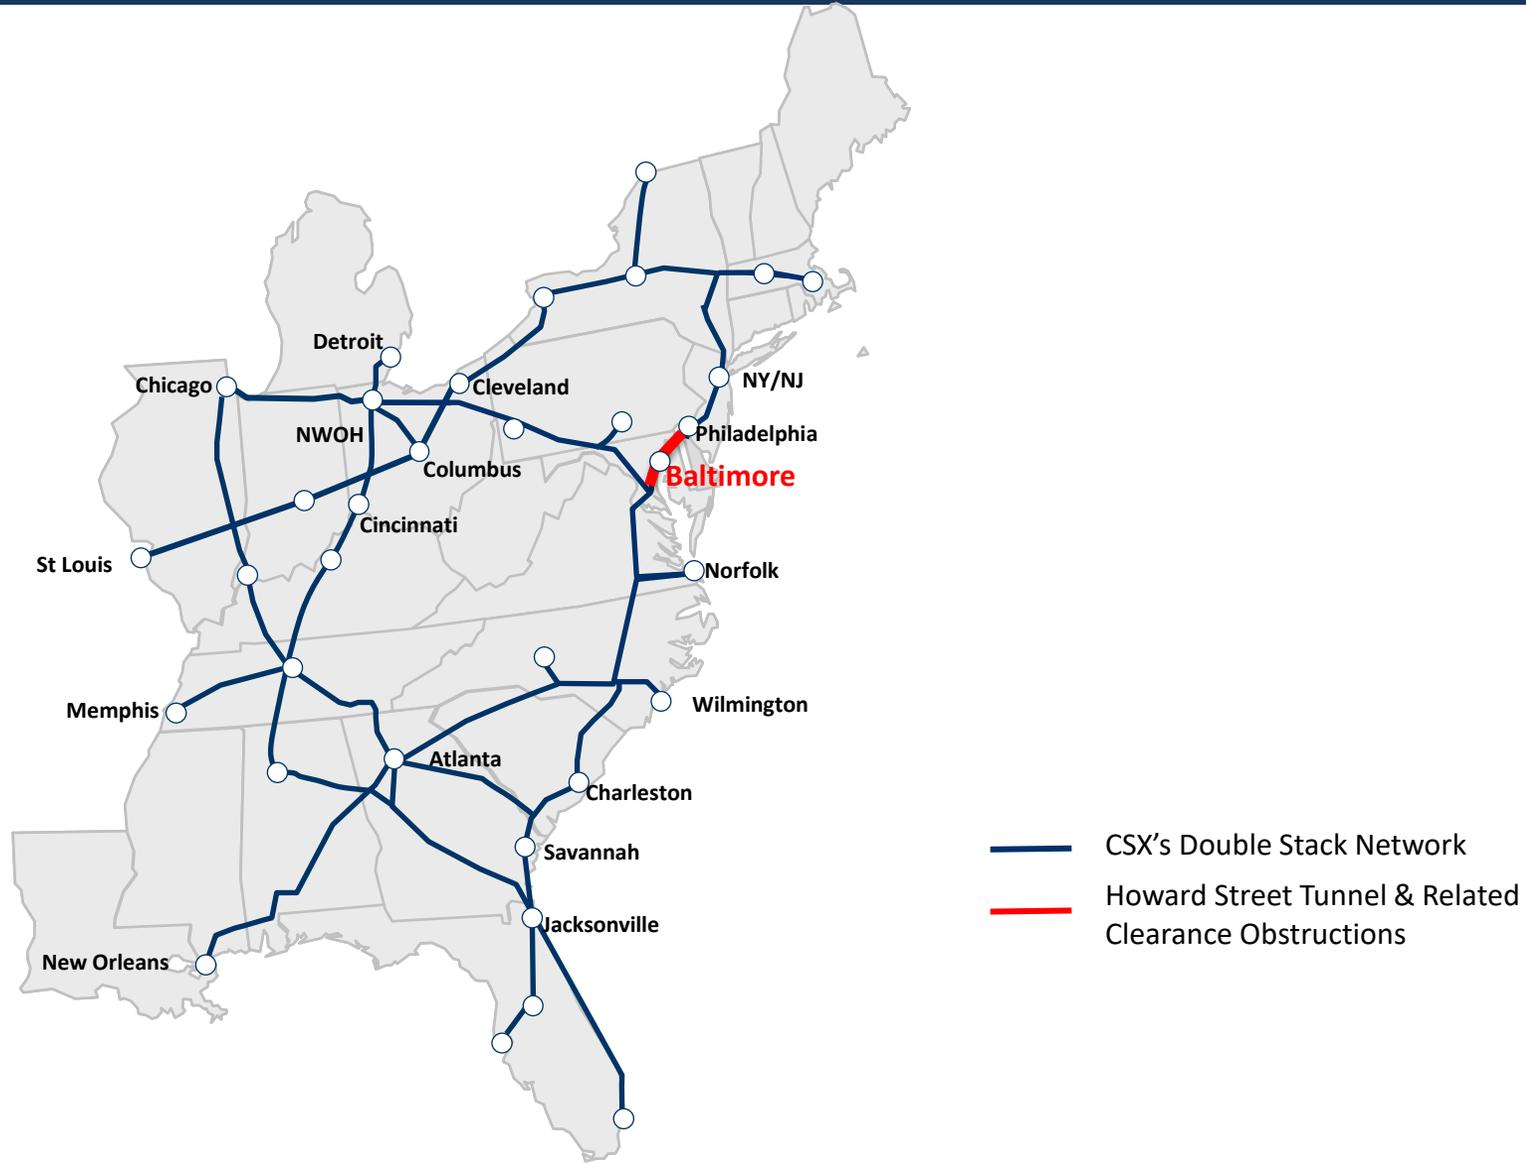 Detroit
Chicago
Cleveland
NY/NJ
NWOH
Philadelphia
Columbus
Baltimore
Cincinnati
St Louis
Norfolk
Memphis
Wilmington
Atlanta
Charleston
Savannah
Jacksonville
New Orleans
CSX’s Double Stack Network
Howard Street Tunnel & Related
Clearance Obstructions